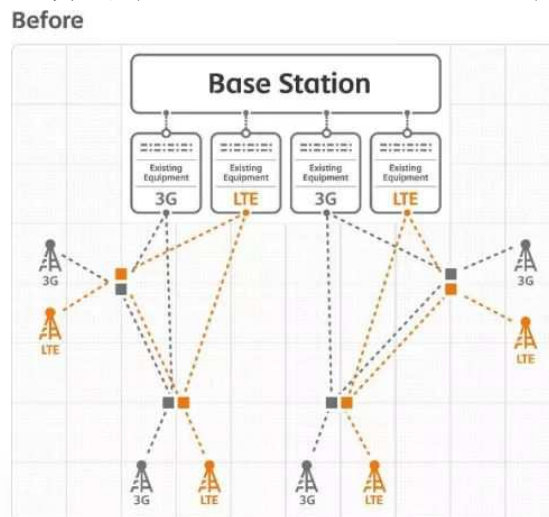 Before
Base Station
Existing
Equipment
3G
Existing
Equipment
LTE
Existing
Equipment
3G
Existing
Equipment
LTE
3G
LTE
3G
LTE
3G
LTE
3G
LTE